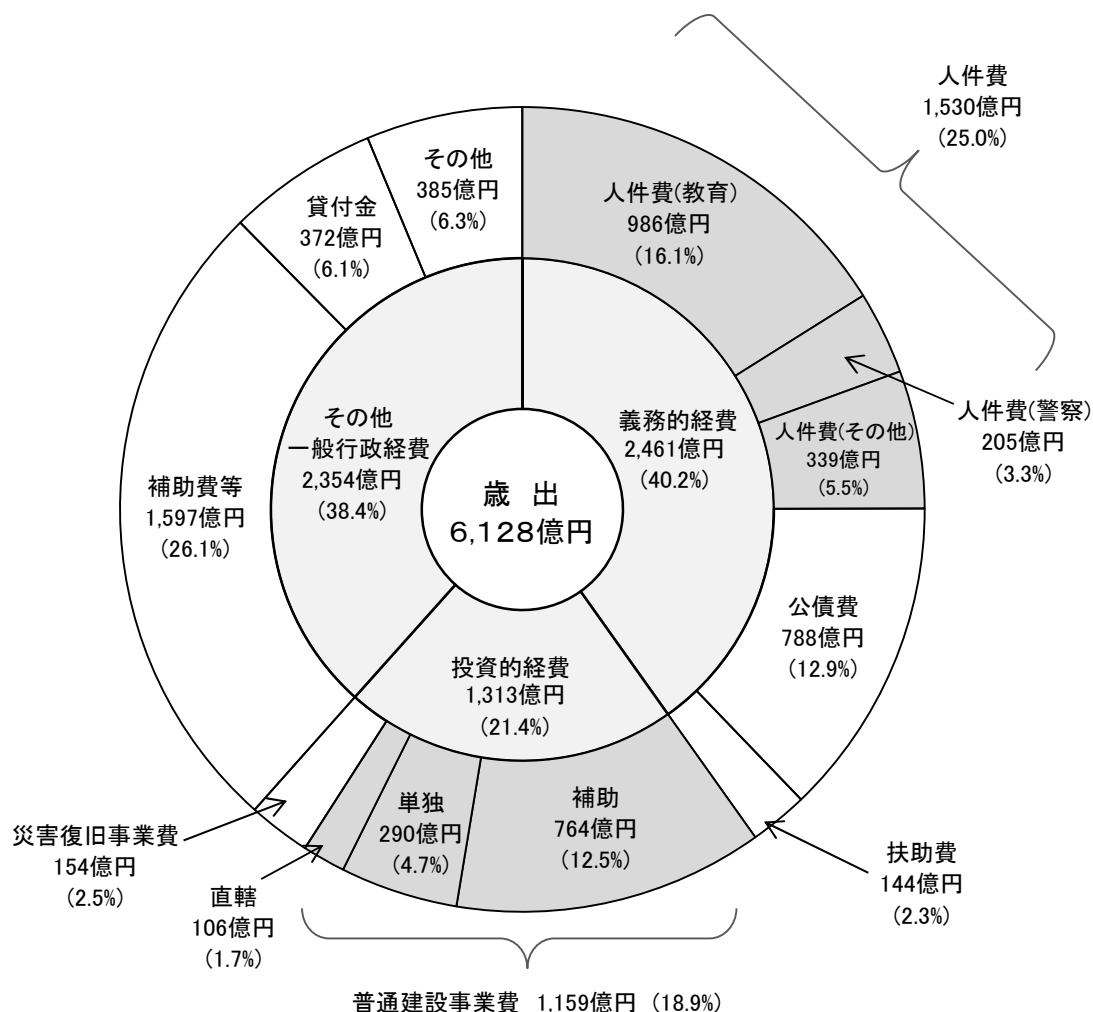 人件費
1,530億円
(25.0%)
その他
385億円
(6.3%)
貸付金
372億円
(6.1%)
人件費(教育)
986億円
(16.1%)
人件費(警察)
205億円
(3.3%)
人件費(その他)
339億円
(5.5%)
義務的経費
2,461億円
(40.2%)
その他
一般行政経費
2,354億円
(38.4%)
歳 出
6,128億円
補助費等
1,597億円
(26.1%)
公債費
788億円
(12.9%)
投資的経費
1,313億円
(21.4%)
補助
764億円
(12.5%)
単独
290億円
(4.7%)
扶助費
144億円
(2.3%)
災害復旧事業費
154億円
(2.5%)
直轄
106億円
(1.7%)
普通建設事業費 1,159億円 (18.9%)